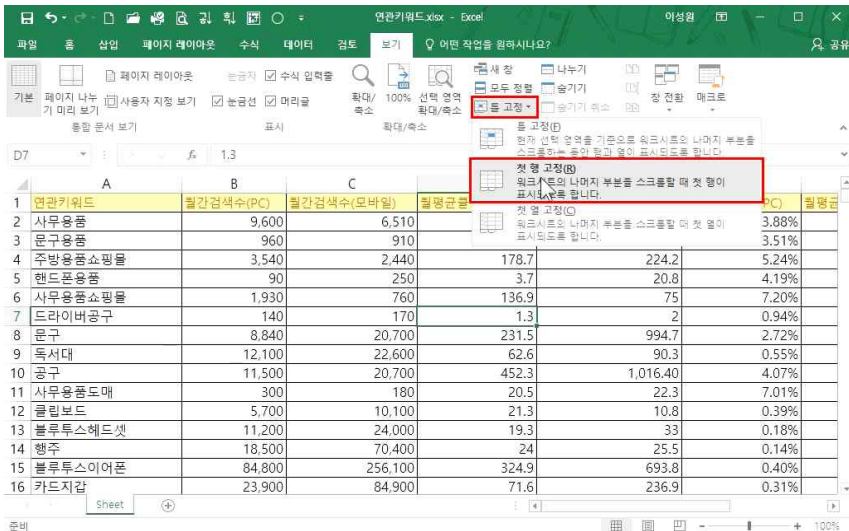 연관키워드.xlsx - Excel
이성원
파일 홈 삽입 페이지 레이아웃 수식 데이터 검토 보기 어떤 작업을 원하시나요? 공유
기본
페이지 나누기 미리 보기
페이지 레이아웃
사용자 지정 보기
통합 문서 보기
눈금자 수식 입력줄
눈금선 머리글
표시
확대/축소
100%
선택 영역 확대/축소
확대/축소
새 창
모두 정렬
틀 고정
나누기
숨기기
숨기기 취소
창 전환
매크로
틀 고정(F)
현재 선택 영역을 기준으로 워크시트의 나머지 부분을
스크롤하는 동안 행과 열이 표시되도록 합니다.
첫 행 고정(R)
워크시트의 나머지 부분을 스크롤할 때 첫 행이
표시되도록 합니다.
첫 열 고정(C)
워크시트의 나머지 부분을 스크롤할 때 첫 열이
표시되도록 합니다.
D7 fx 1.3
A B C
1 연관키워드 월간검색수(PC) 월간검색수(모바일) 월평균클 PC) 월평균
2 사무용품 9,600 6,510 3.88%
3 문구용품 960 910 3.51%
4 주방용품쇼핑몰 3,540 2,440 178.7 224.2 5.24%
5 핸드폰용품 90 250 3.7 20.8 4.19%
6 사무용품쇼핑몰 1,930 760 136.9 75 7.20%
7 드라이버공구 140 170 1.3 2 0.94%
8 문구 8,840 20,700 231.5 994.7 2.72%
9 독서대 12,100 22,600 62.6 90.3 0.55%
10 공구 11,500 20,700 452.3 1,016.40 4.07%
11 사무용품도매 300 180 20.5 22.3 7.01%
12 클립보드 5,700 10,100 21.3 10.8 0.39%
13 블루투스헤드셋 11,200 24,000 19.3 33 0.18%
14 행주 18,500 70,400 24 25.5 0.14%
15 블루투스이어폰 84,800 256,100 324.9 693.8 0.40%
16 카드지갑 23,900 84,900 71.6 236.9 0.31%
Sheet
준비 100%